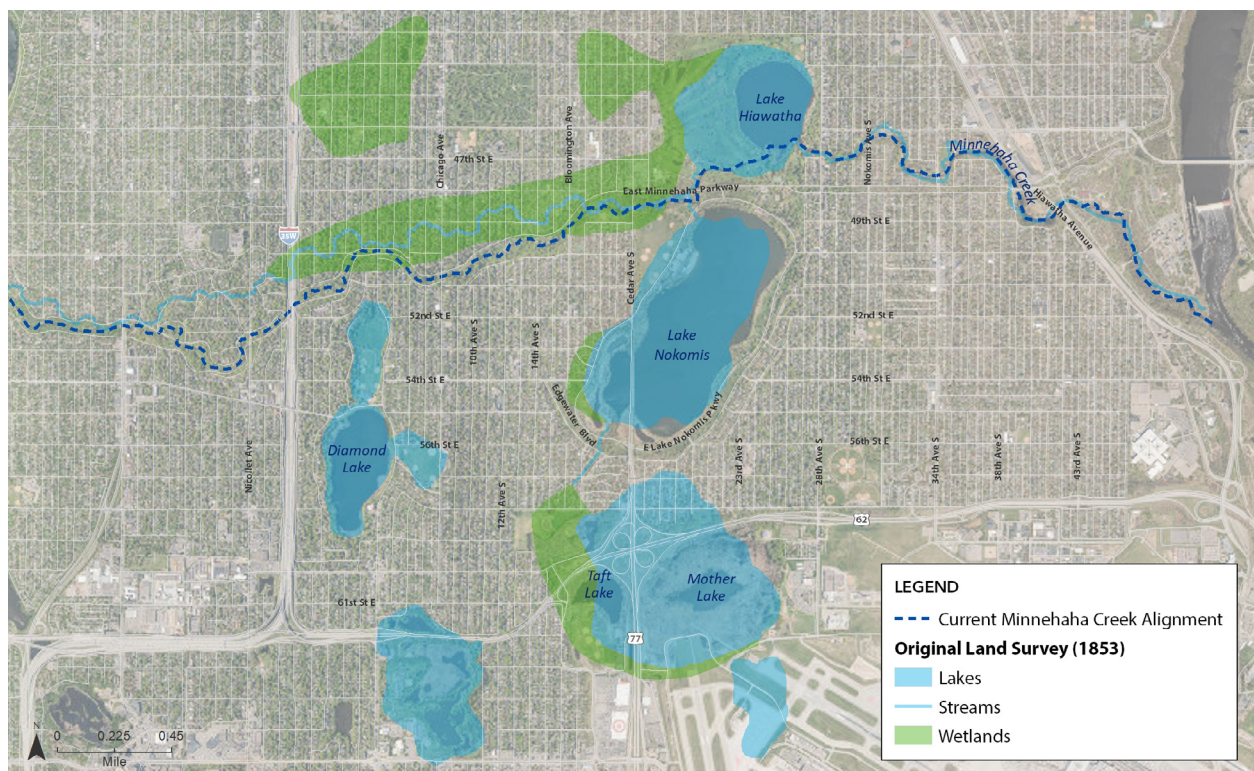 Chicago Ave
Bloomington Ave
47th St E
Lake
Hiawatha
Nokomis Ave S
Minnehaha Creek
Hiawatha Avenue
East Minnehaha Parkway
49th St E
35W
Cedar Ave S
52nd St E
52nd St E
10th Ave S
14th Ave S
Lake
Nokomis
54th St E
54th St E
Edgewater Blvd
E Lake Nokomis Pkwy
Nicollet Ave
Diamond
Lake
56th St E
56th St E
12th Ave S
23rd Ave S
28th Ave S
34th Ave S
38th Ave S
43rd Ave S
62
Taft
Lake
Mother
Lake
61st St E
77
N
0 0.225 0.45
Mile
LEGEND
Current Minnehaha Creek Alignment
Original Land Survey (1853)
Lakes
Streams
Wetlands